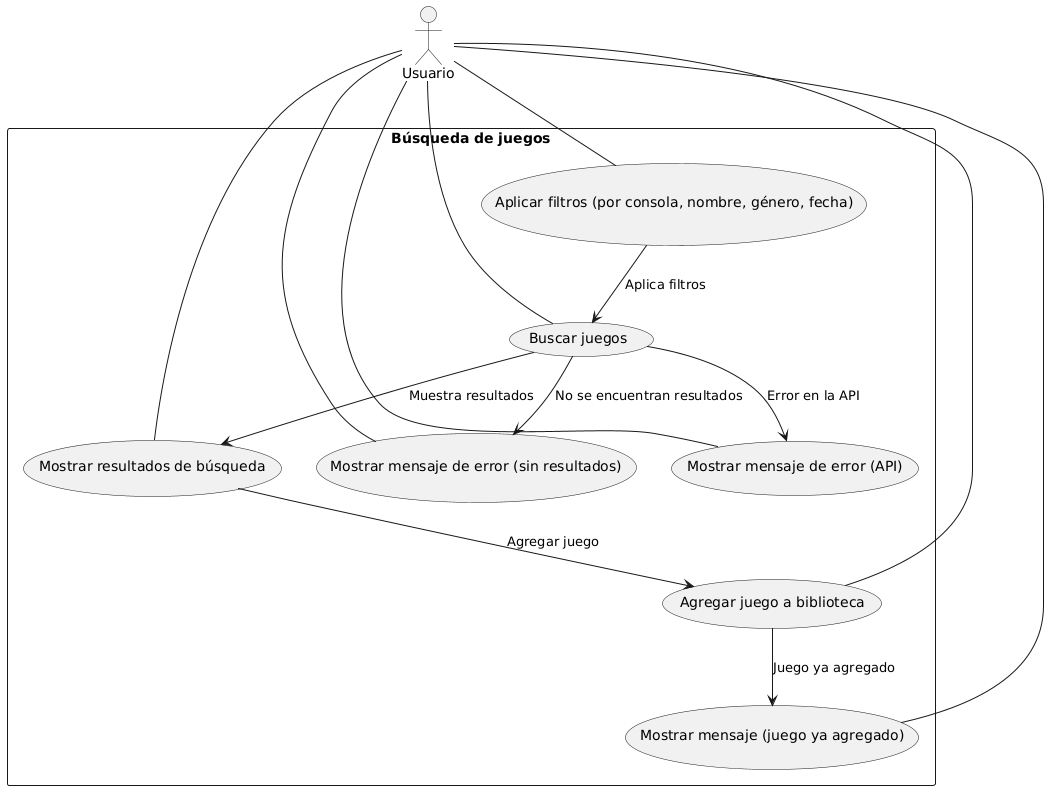 Usuario
Búsqueda de juegos
Aplicar filtros (por consola, nombre, género, fecha)
Aplica filtros
Buscar juegos
Muestra resultados
No se encuentran resultados
Error en la API
Mostrar resultados de búsqueda
Mostrar mensaje de error (sin resultados)
Mostrar mensaje de error (API)
Agregar juego
Agregar juego a biblioteca
Juego ya agregado
Mostrar mensaje (juego ya agregado)